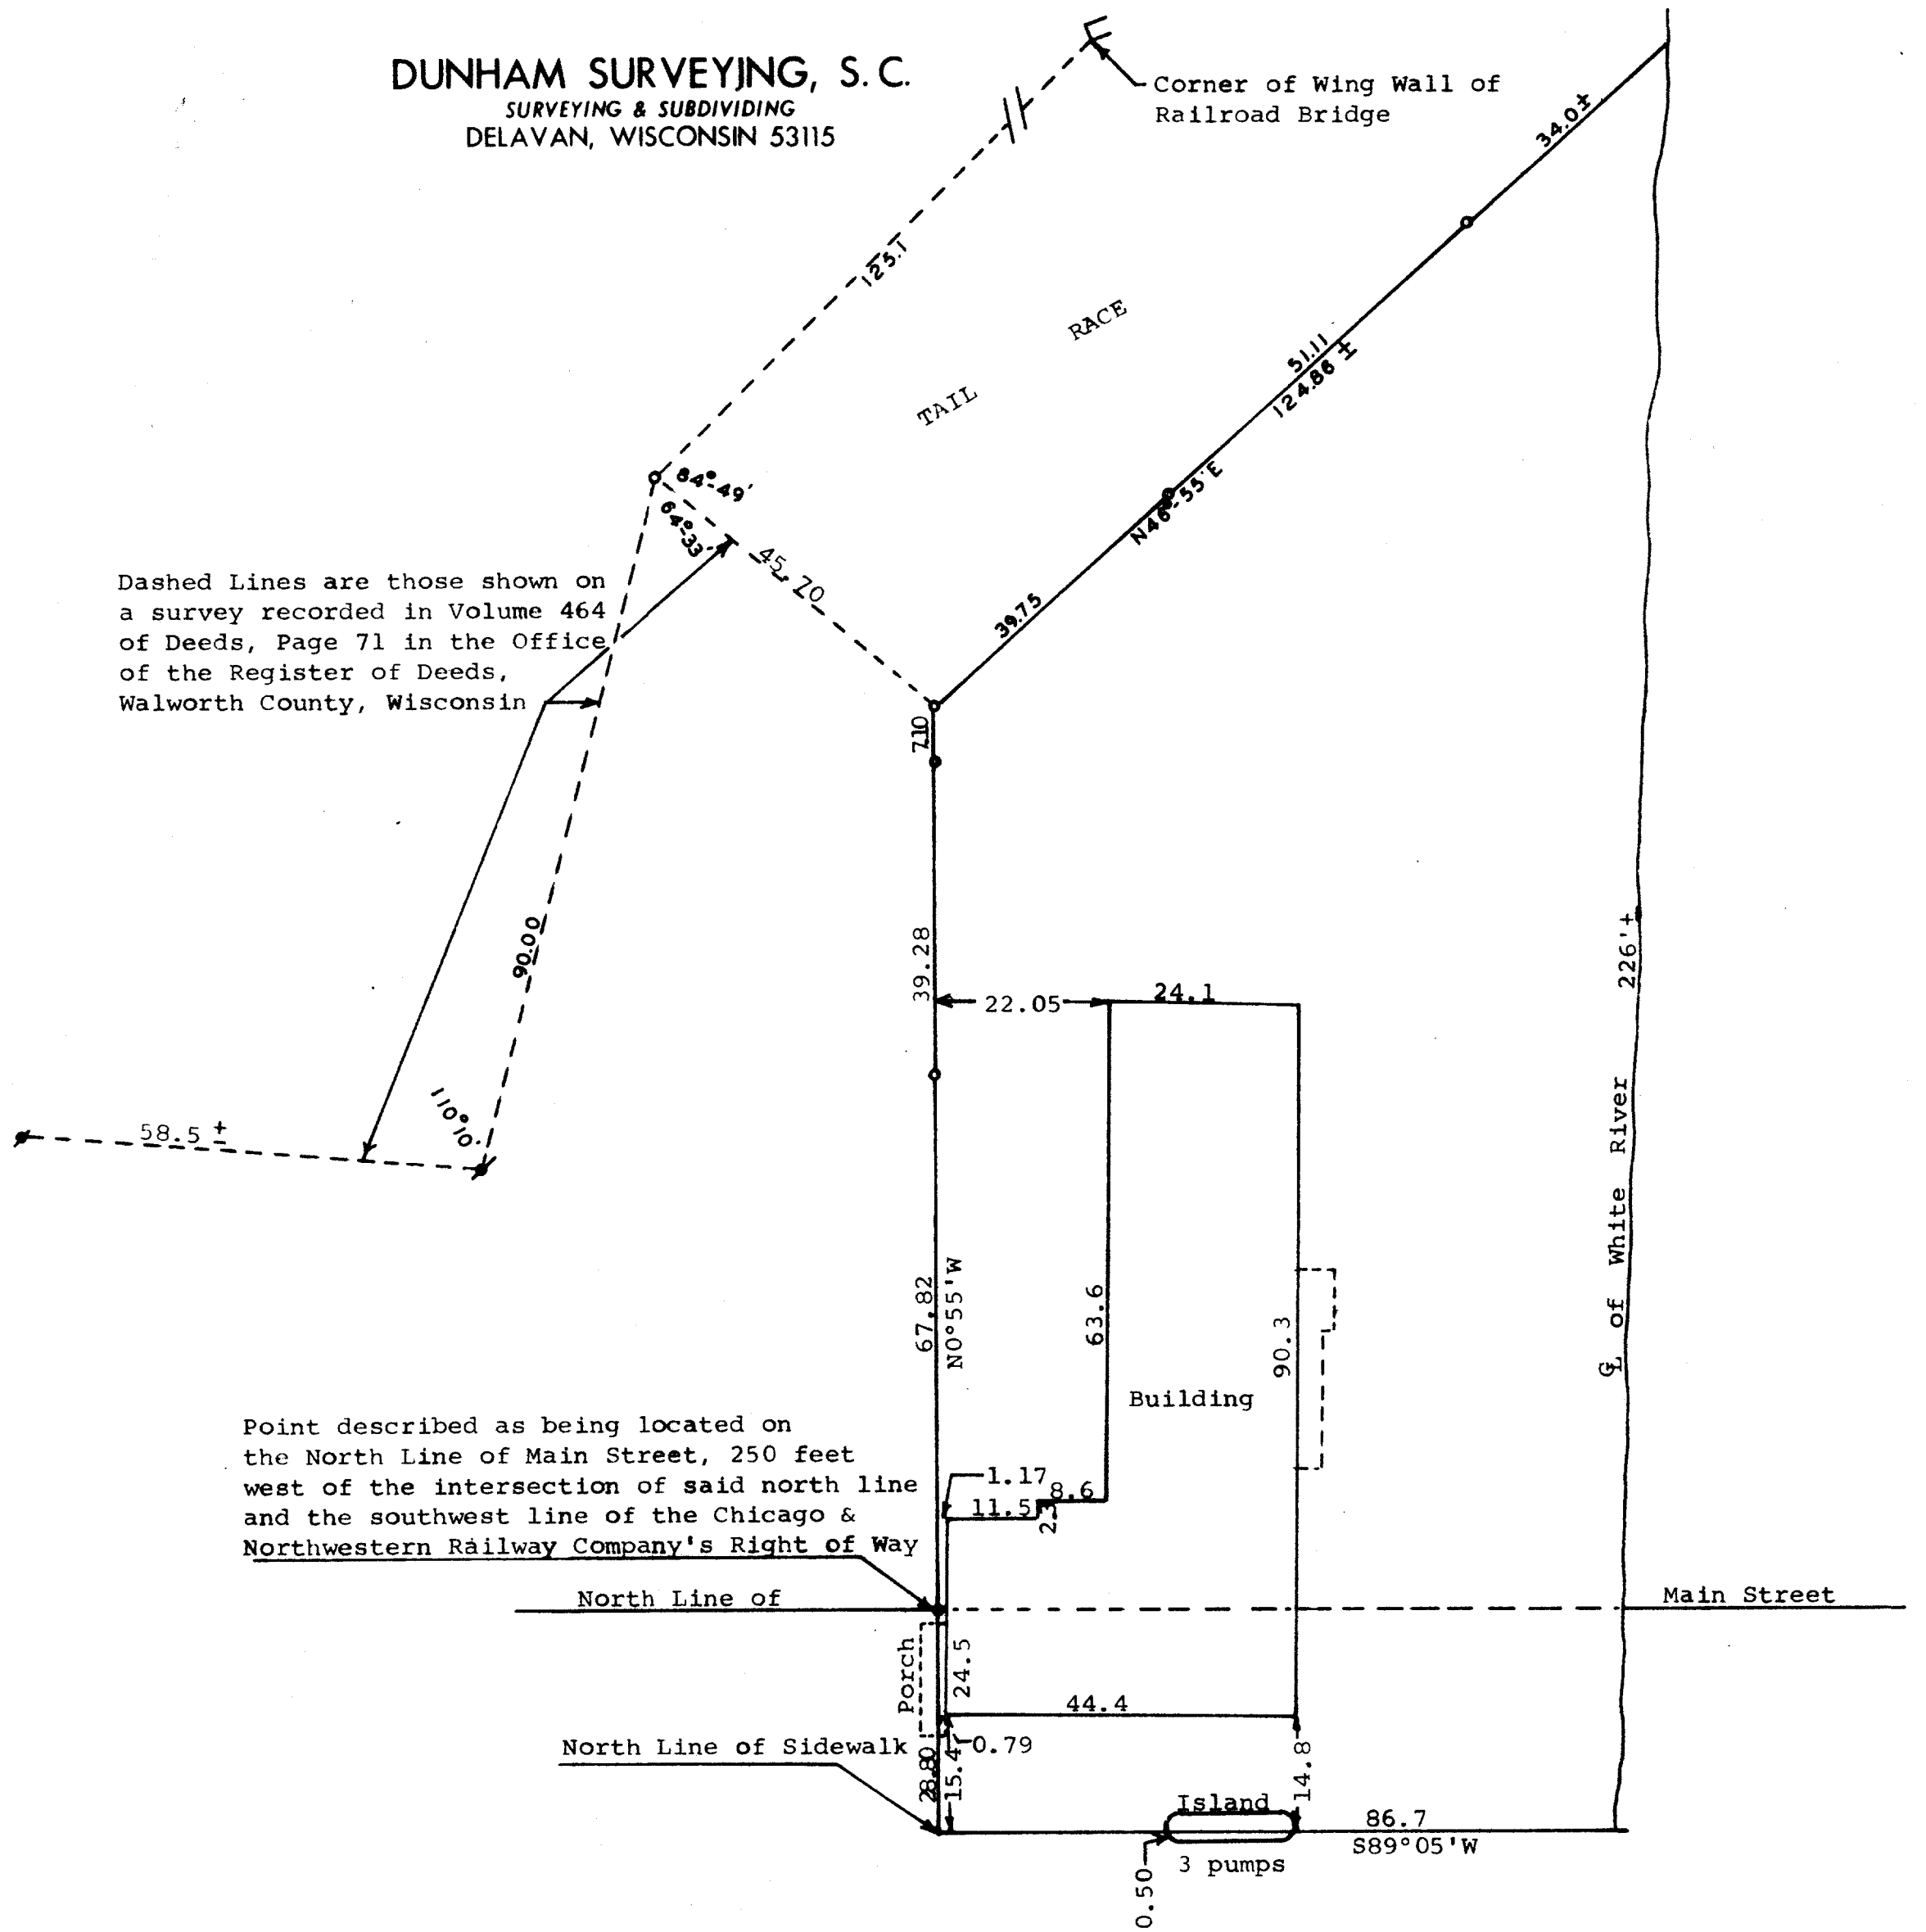 DUNHAM SURVEYING, S. C.
SURVEYING & SUBDIVIDING
DELAVAN, WISCONSIN 53115
Corner of Wing Wall of
Railroad Bridge
34.0±
125.1
TAIL RACE
51.11
124.86 ±
N46°-55'E
39.75
84°-49'
64°-33'
45.70
Dashed Lines are those shown on
a survey recorded in Volume 464
of Deeds, Page 71 in the Office
of the Register of Deeds,
Walworth County, Wisconsin
7.10
39.28
90.00
110°10'
58.5 ±
22.05
24.1
226'±
℄ of White River
67.82
N0°55'W
63.6
90.3
Building
Point described as being located on
the North Line of Main Street, 250 feet
west of the intersection of said north line
and the southwest line of the Chicago &
Northwestern Railway Company's Right of Way
1.17
11.5
8.6
North Line of
Main Street
Porch
24.5
44.4
0.79
North Line of Sidewalk
28.80
15.4
14.8
Island
86.7
S89°05'W
3 pumps
0.50